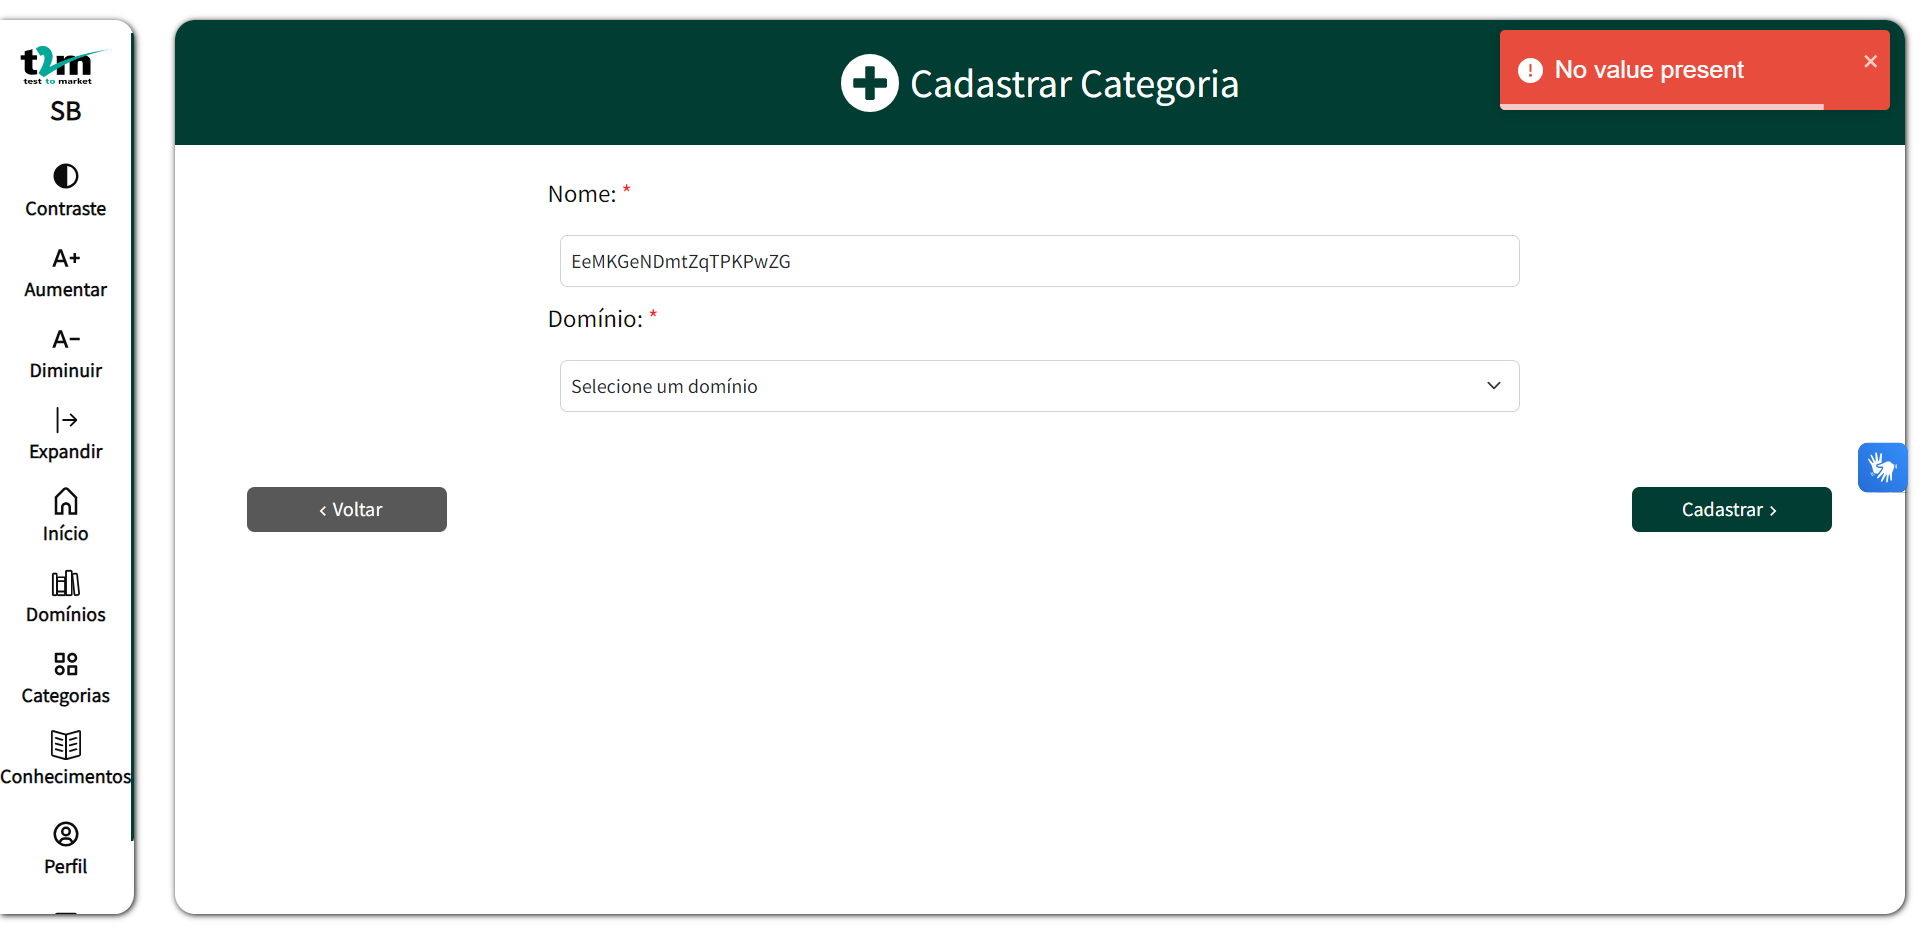 t2m
test to market
SB
Contraste
A+
Aumentar
A-
Diminuir
Expandir
Início
Domínios
Categorias
Conhecimentos
Perfil
Cadastrar Categoria
No value present
Nome: *
EeMKGeNDmtZqTPKPwZG
Domínio: *
Selecione um domínio
‹ Voltar
Cadastrar ›